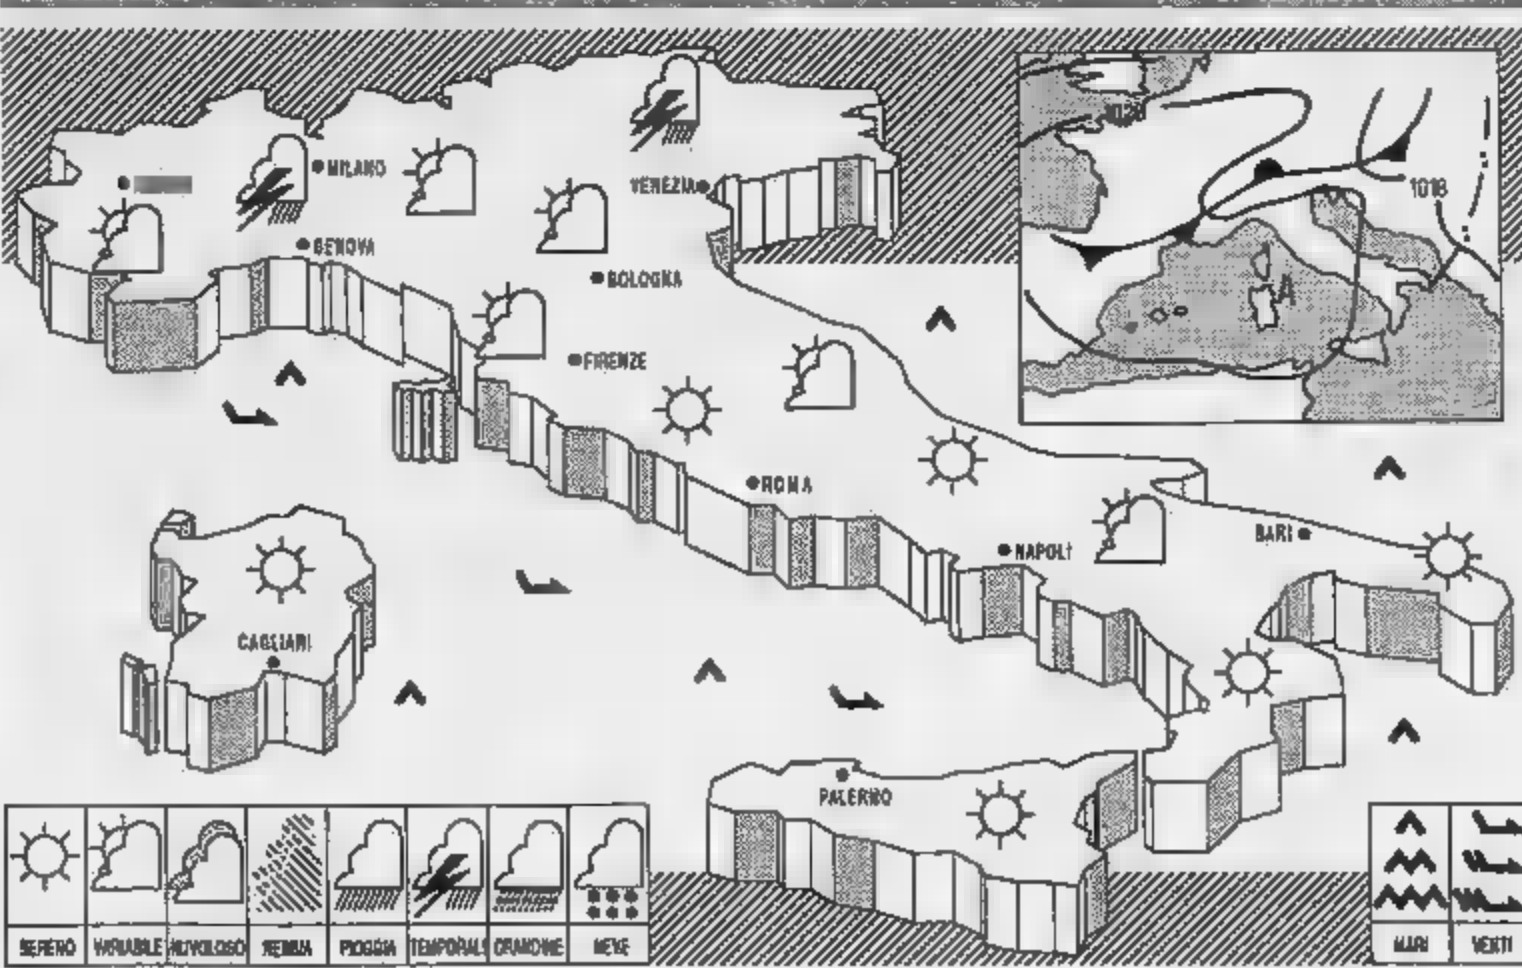 MILANO
VENEZIA
GENOVA
BOLOGNA
FIRENZE
ROMA
BARI
NAPOLI
CAGLIARI
PALERMO
1018
A
SERENO VARIABILE NUVOLOSO NEBBIA PIOGGIA TEMPORALE GRANDINE NEVE
MARI VENTI